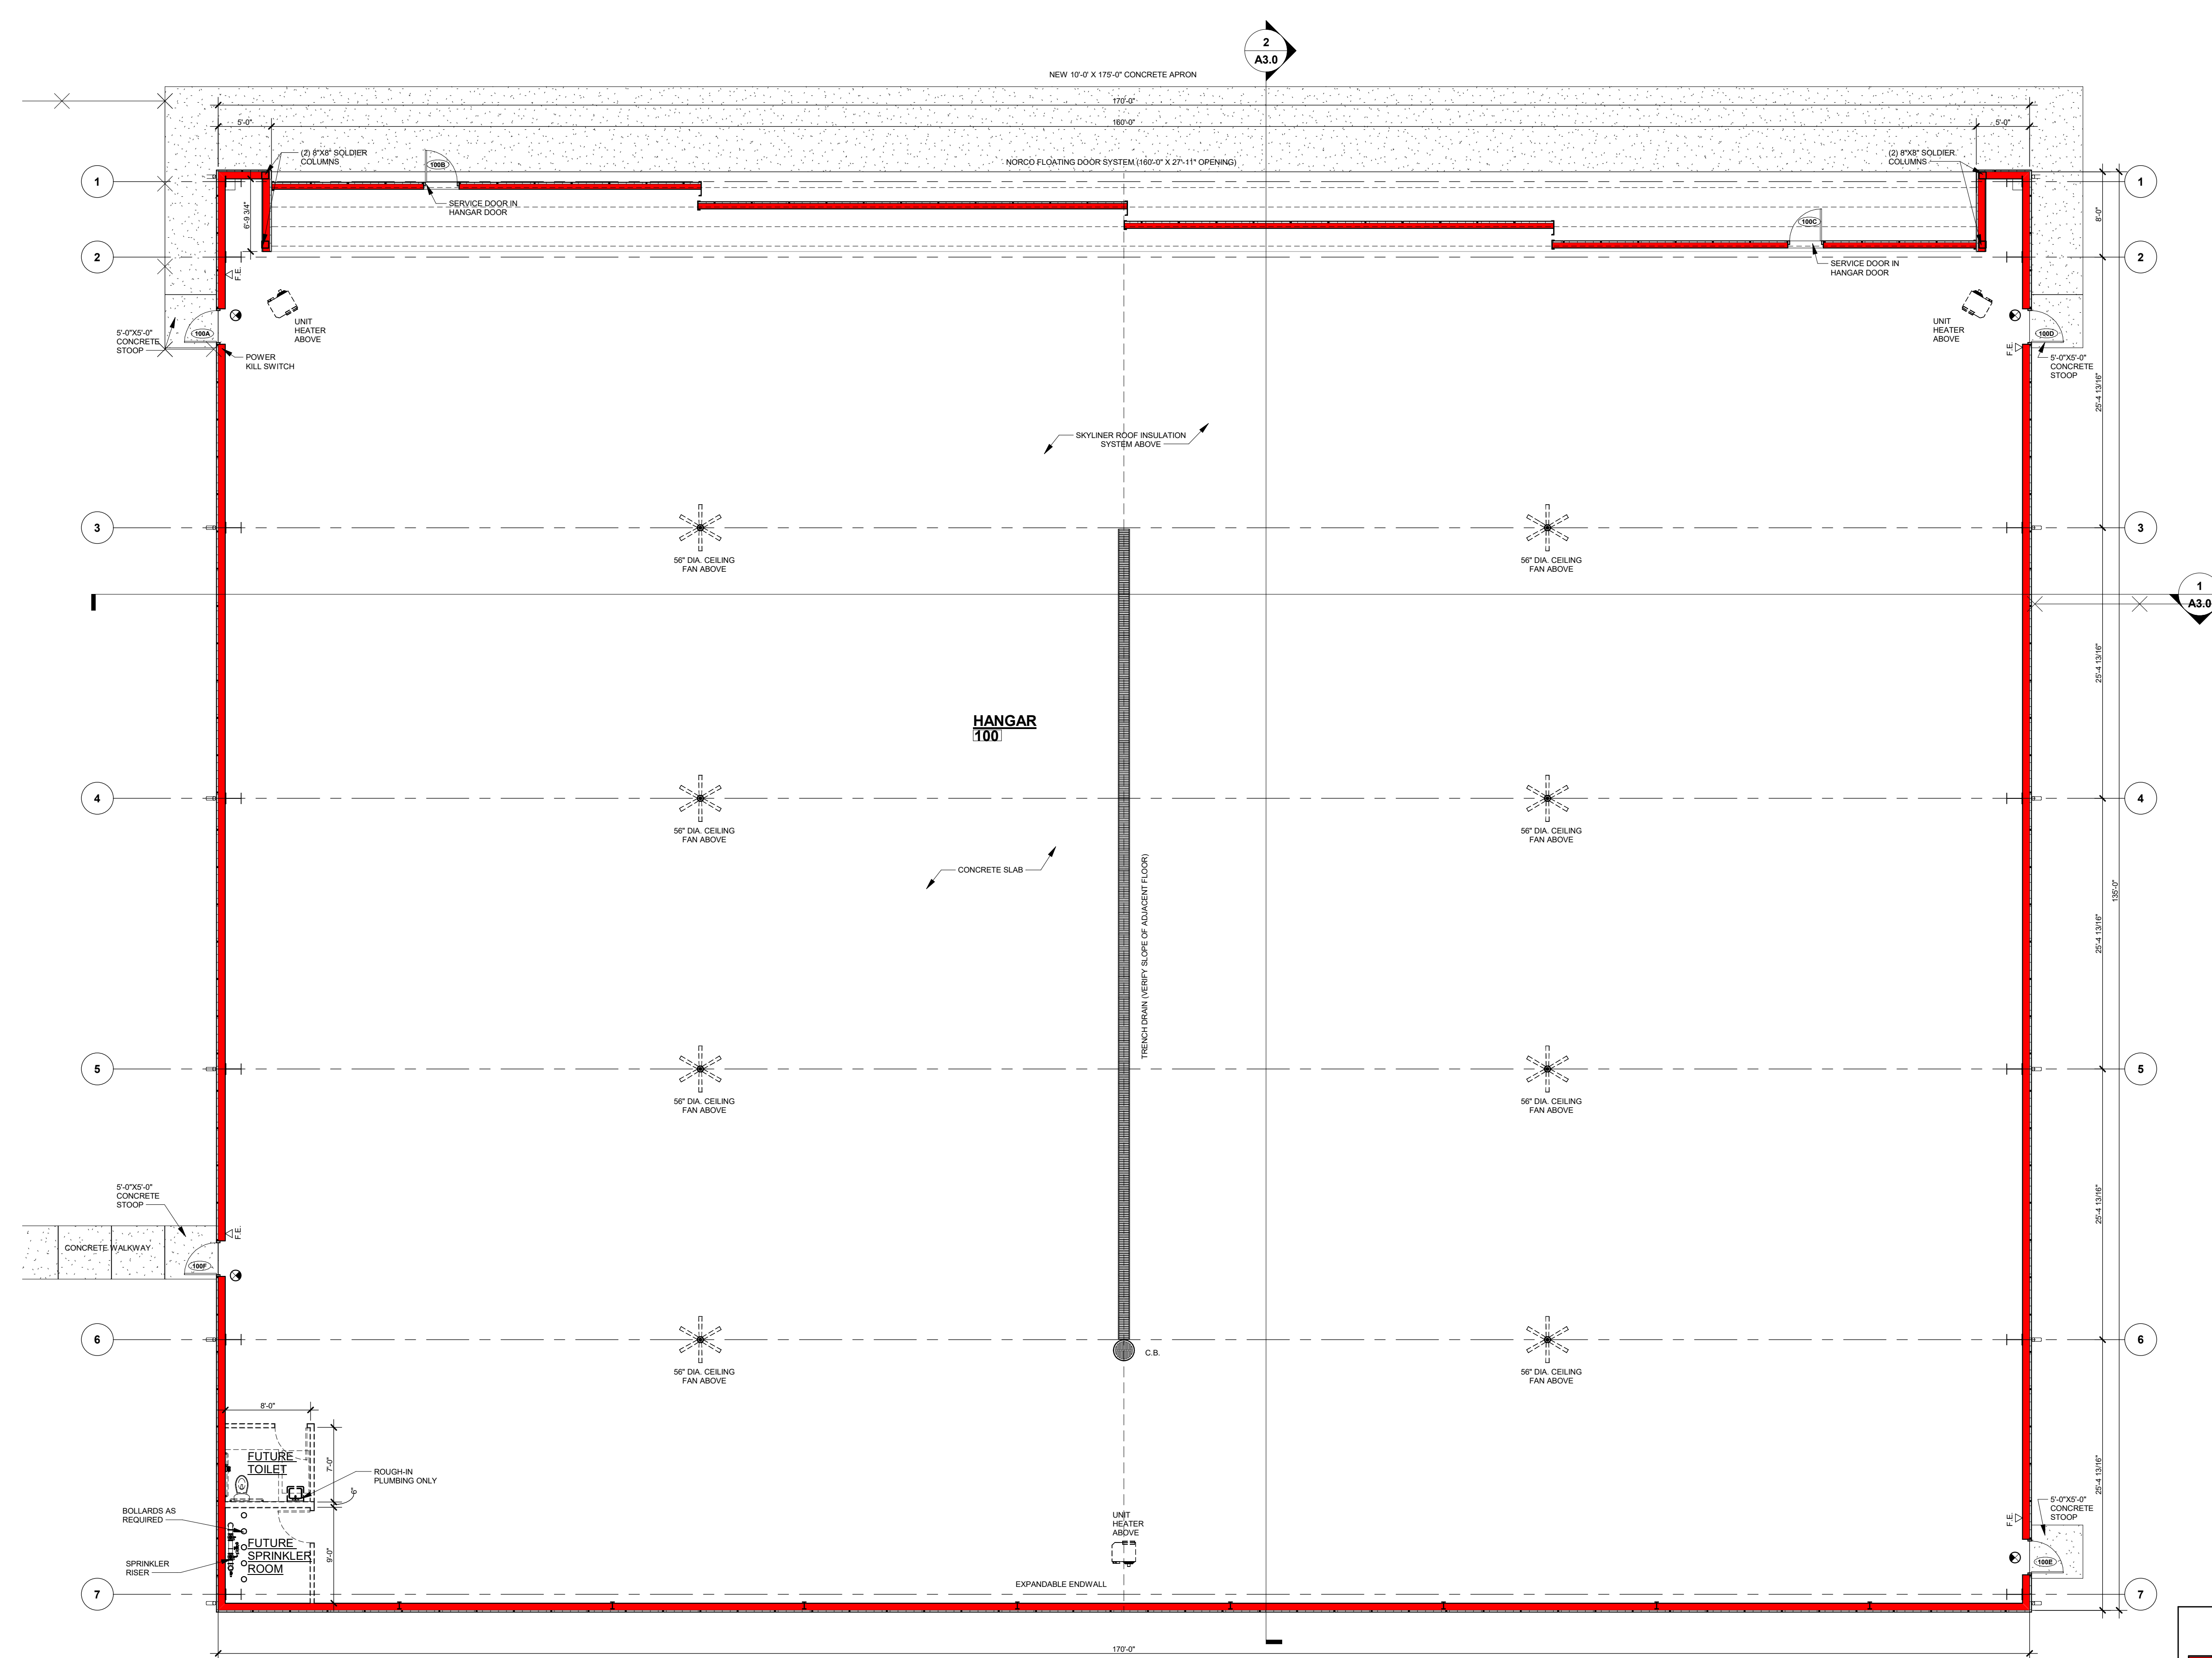 2
A3.0
NEW 10'-0' X 175'-0" CONCRETE APRON
170'-0"
5'-0"
160'-0"
5'-0"
(2) 8"X8" SOLDIER
COLUMNS
100B
NORCO FLOATING DOOR SYSTEM (160'-0" X 27'-11" OPENING)
(2) 8"X8" SOLDIER
COLUMNS
1
1
SERVICE DOOR IN
HANGAR DOOR
6'-9 3/4"
8'-0"
100C
2
2
SERVICE DOOR IN
HANGAR DOOR
F.E.
UNIT
HEATER
ABOVE
UNIT
HEATER
ABOVE
5'-0"X5'-0"
CONCRETE
STOOP
100A
100D
POWER
KILL SWITCH
F.E.
5'-0"X5'-0"
CONCRETE
STOOP
25'-4 13/16"
SKYLINER ROOF INSULATION
SYSTEM ABOVE
3
3
56" DIA. CEILING
FAN ABOVE
56" DIA. CEILING
FAN ABOVE
1
A3.0
25'-4 13/16"
HANGAR
100
4
4
56" DIA. CEILING
FAN ABOVE
56" DIA. CEILING
FAN ABOVE
CONCRETE SLAB
TRENCH DRAIN (VERIFY SLOPE OF ADJACENT FLOOR)
135'-0"
25'-4 13/16"
5
5
56" DIA. CEILING
FAN ABOVE
56" DIA. CEILING
FAN ABOVE
5'-0"X5'-0"
CONCRETE
STOOP
25'-4 13/16"
F.E.
CONCRETE WALKWAY
100F
6
6
C.B.
56" DIA. CEILING
FAN ABOVE
56" DIA. CEILING
FAN ABOVE
8'-0"
FUTURE
TOILET
7'-0"
ROUGH-IN
PLUMBING ONLY
6"
25'-4 13/16"
BOLLARDS AS
REQUIRED
UNIT
HEATER
ABOVE
F.E.
5'-0"X5'-0"
CONCRETE
STOOP
FUTURE
SPRINKLER
ROOM
9'-0"
SPRINKLER
RISER
100E
EXPANDABLE ENDWALL
7
7
170'-0"